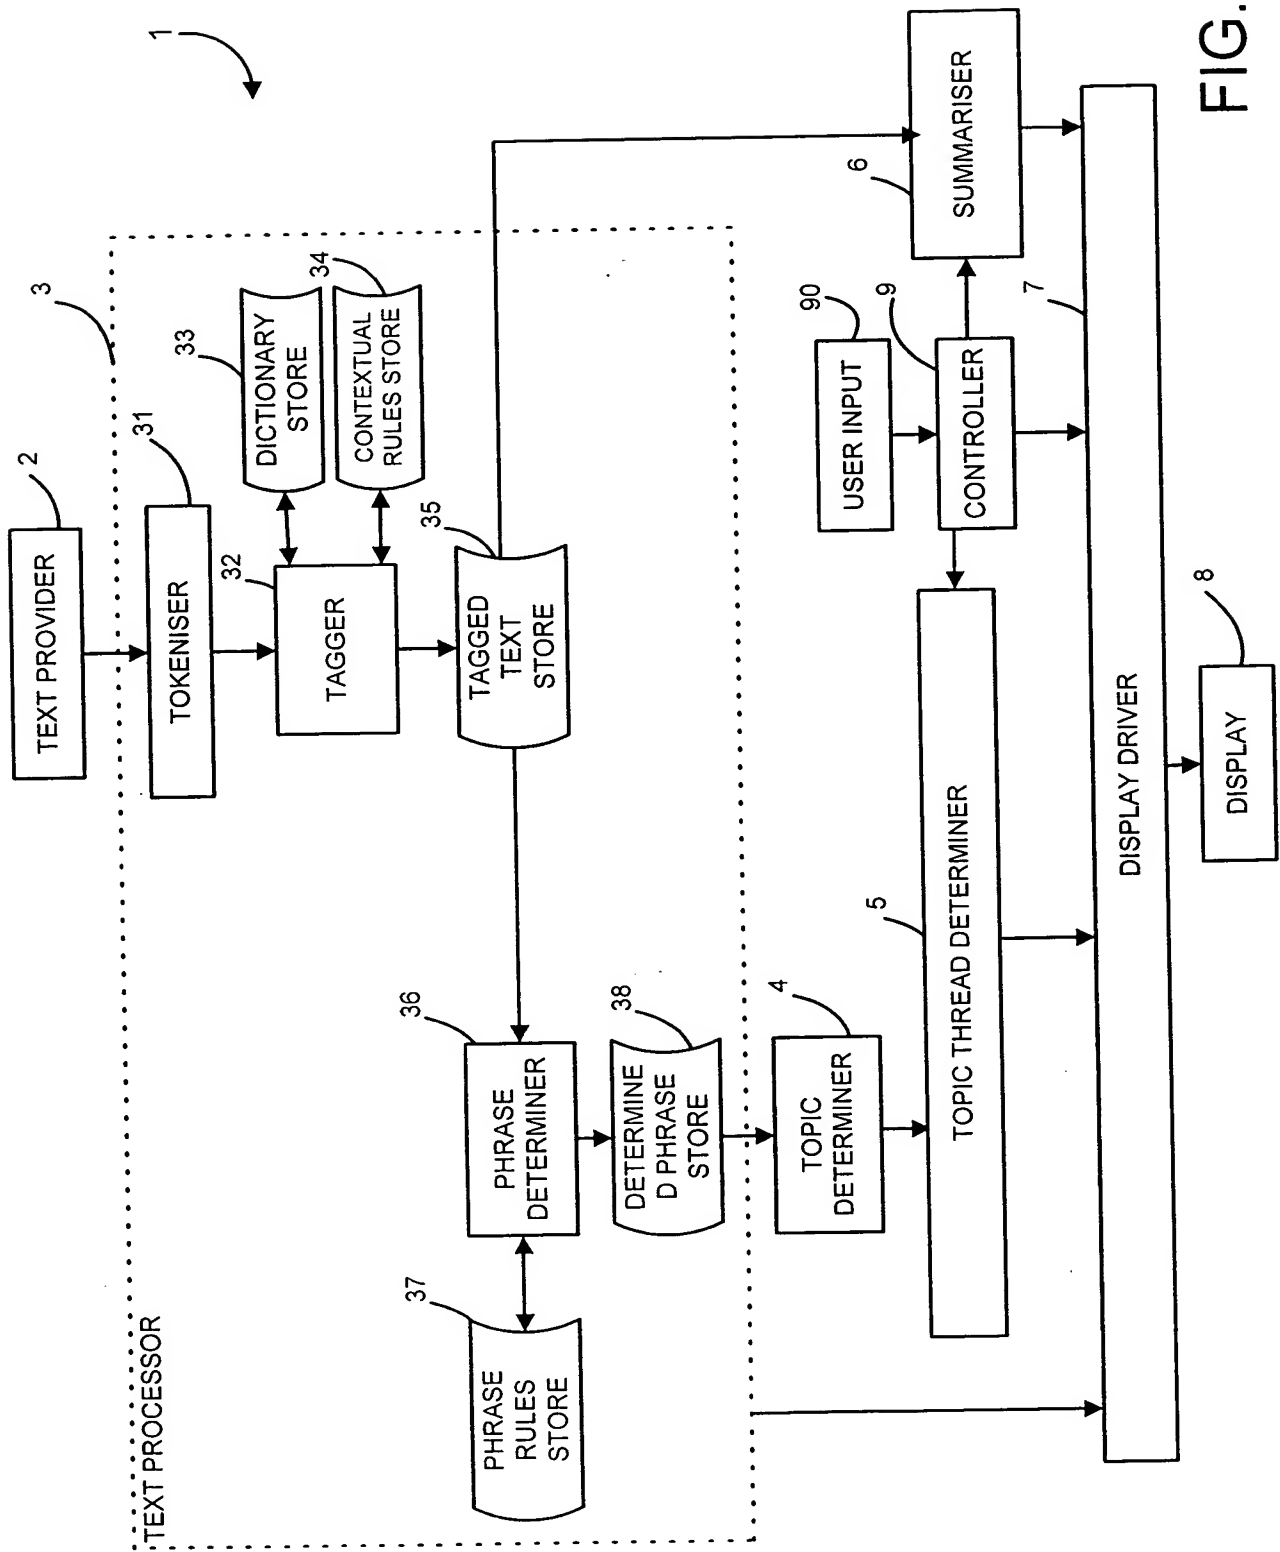 1
TEXT PROVIDER
2
3
TEXT PROCESSOR
TOKENISER
31
TAGGER
32
DICTIONARY
STORE
33
CONTEXTUAL
RULES STORE
34
TAGGED
TEXT
STORE
35
PHRASE
RULES
STORE
37
PHRASE
DETERMINER
36
DETERMINE
D PHRASE
STORE
38
TOPIC
DETERMINER
4
USER INPUT
90
CONTROLLER
9
SUMMARISER
6
TOPIC THREAD DETERMINER
5
DISPLAY DRIVER
7
DISPLAY
8
FIG.